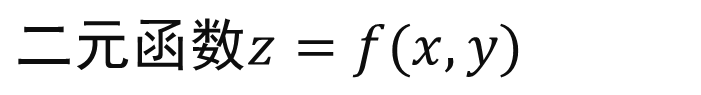 二元函数z = f(x, y)